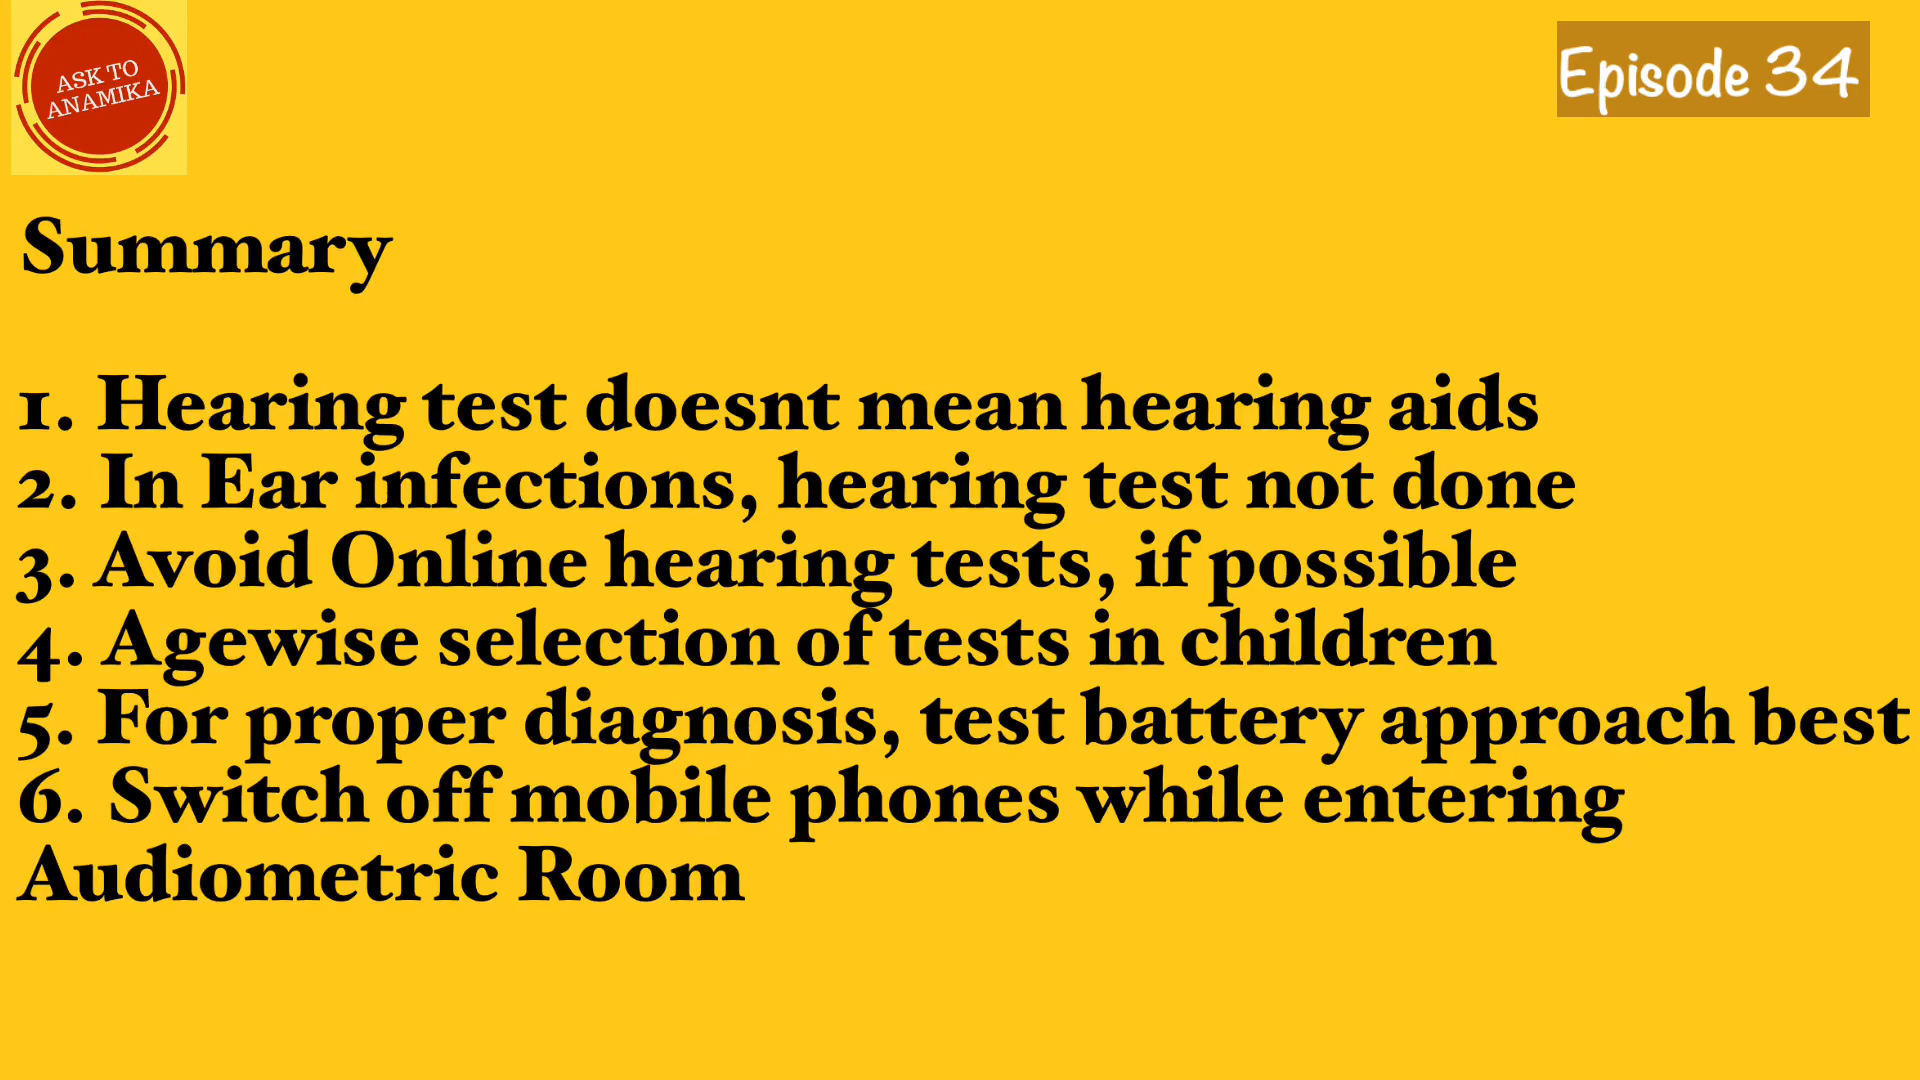 ASK TO
ANAMIKA
Episode 34
Summary
1. Hearing test doesnt mean hearing aids
2. In Ear infections, hearing test not done
3. Avoid Online hearing tests, if possible
4. Agewise selection of tests in children
5. For proper diagnosis, test battery approach best
6. Switch off mobile phones while entering
Audiometric Room